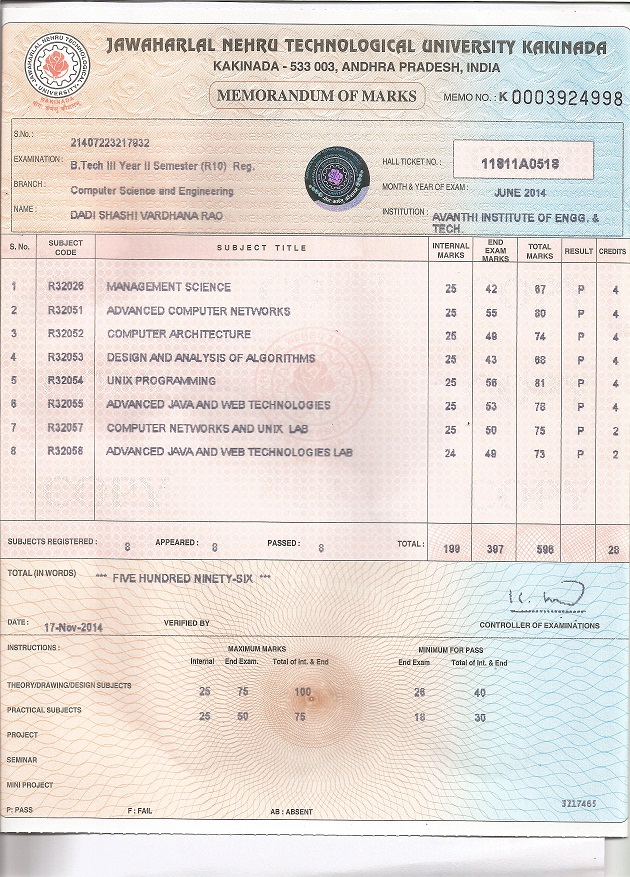 JAWAHARLAL NEHRU TECHNOLOGICAL UNIVERSITY KAKINADA
KAKINADA - 533 003, ANDHRA PRADESH, INDIA
MEMORANDUM OF MARKS
MEMO NO. : K 0003924998
JAWAHARLAL NEHRU TECHNOLOGICAL UNIVERSITY
KAKINADA
S.No. : 21407223217932
EXAMINATION : B.Tech III Year II Semester (R10) Reg.
HALL TICKET NO. : 11811A0518
BRANCH : Computer Science and Engineering
MONTH & YEAR OF EXAM : JUNE 2014
NAME : DADI SHASHI VARDHANA RAO
INSTITUTION : AVANTHI INSTITUTE OF ENGG. &
TECH.
S. No. SUBJECT CODE SUBJECT TITLE INTERNAL MARKS END EXAM MARKS TOTAL MARKS RESULT CREDITS
1 R32026 MANAGEMENT SCIENCE 25 42 67 P 4
2 R32051 ADVANCED COMPUTER NETWORKS 25 55 80 P 4
3 R32052 COMPUTER ARCHITECTURE 25 49 74 P 4
4 R32053 DESIGN AND ANALYSIS OF ALGORITHMS 25 43 68 P 4
5 R32054 UNIX PROGRAMMING 25 56 81 P 4
6 R32055 ADVANCED JAVA AND WEB TECHNOLOGIES 25 53 78 P 4
7 R32057 COMPUTER NETWORKS AND UNIX LAB 25 50 75 P 2
8 R32058 ADVANCED JAVA AND WEB TECHNOLOGIES LAB 24 49 73 P 2
COPY
SUBJECTS REGISTERED : 8 APPEARED : 8 PASSED : 8 TOTAL : 199 397 596 28
TOTAL (IN WORDS) *** FIVE HUNDRED NINETY-SIX ***
DATE : 17-Nov-2014 VERIFIED BY CONTROLLER OF EXAMINATIONS
INSTRUCTIONS : MAXIMUM MARKS MINIMUM FOR PASS
Internal End Exam. Total of Int. & End End Exam Total of Int. & End
THEORY/DRAWING/DESIGN SUBJECTS 25 75 100 26 40
PRACTICAL SUBJECTS 25 50 75 18 30
PROJECT
SEMINAR
MINI PROJECT
3217465
P: PASS F : FAIL AB : ABSENT